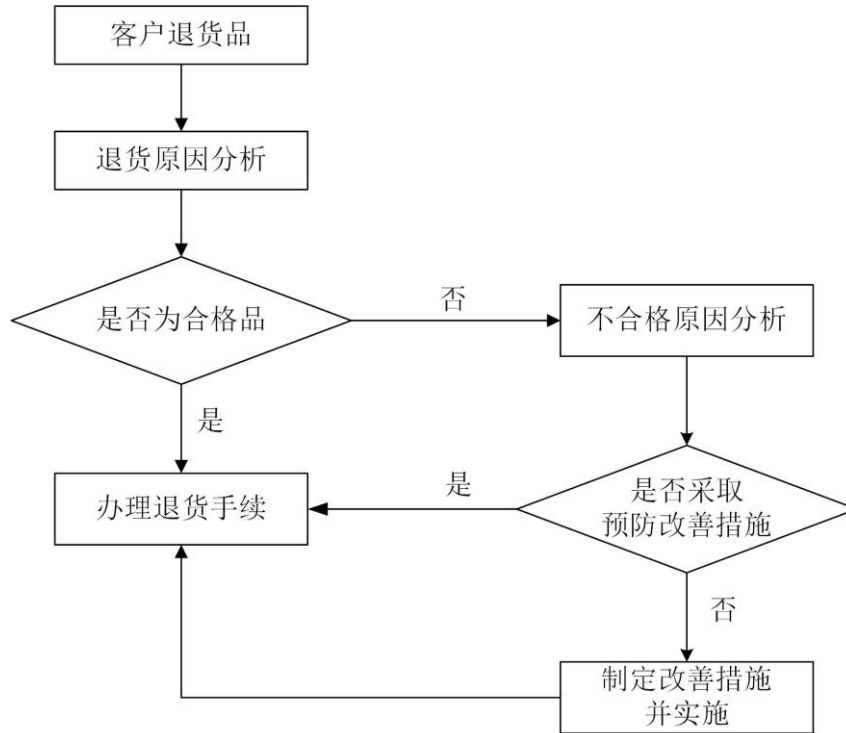 客户退货品
退货原因分析
是否为合格品
否
不合格原因分析
是
办理退货手续
是
是否采取
预防改善措施
否
制定改善措施
并实施